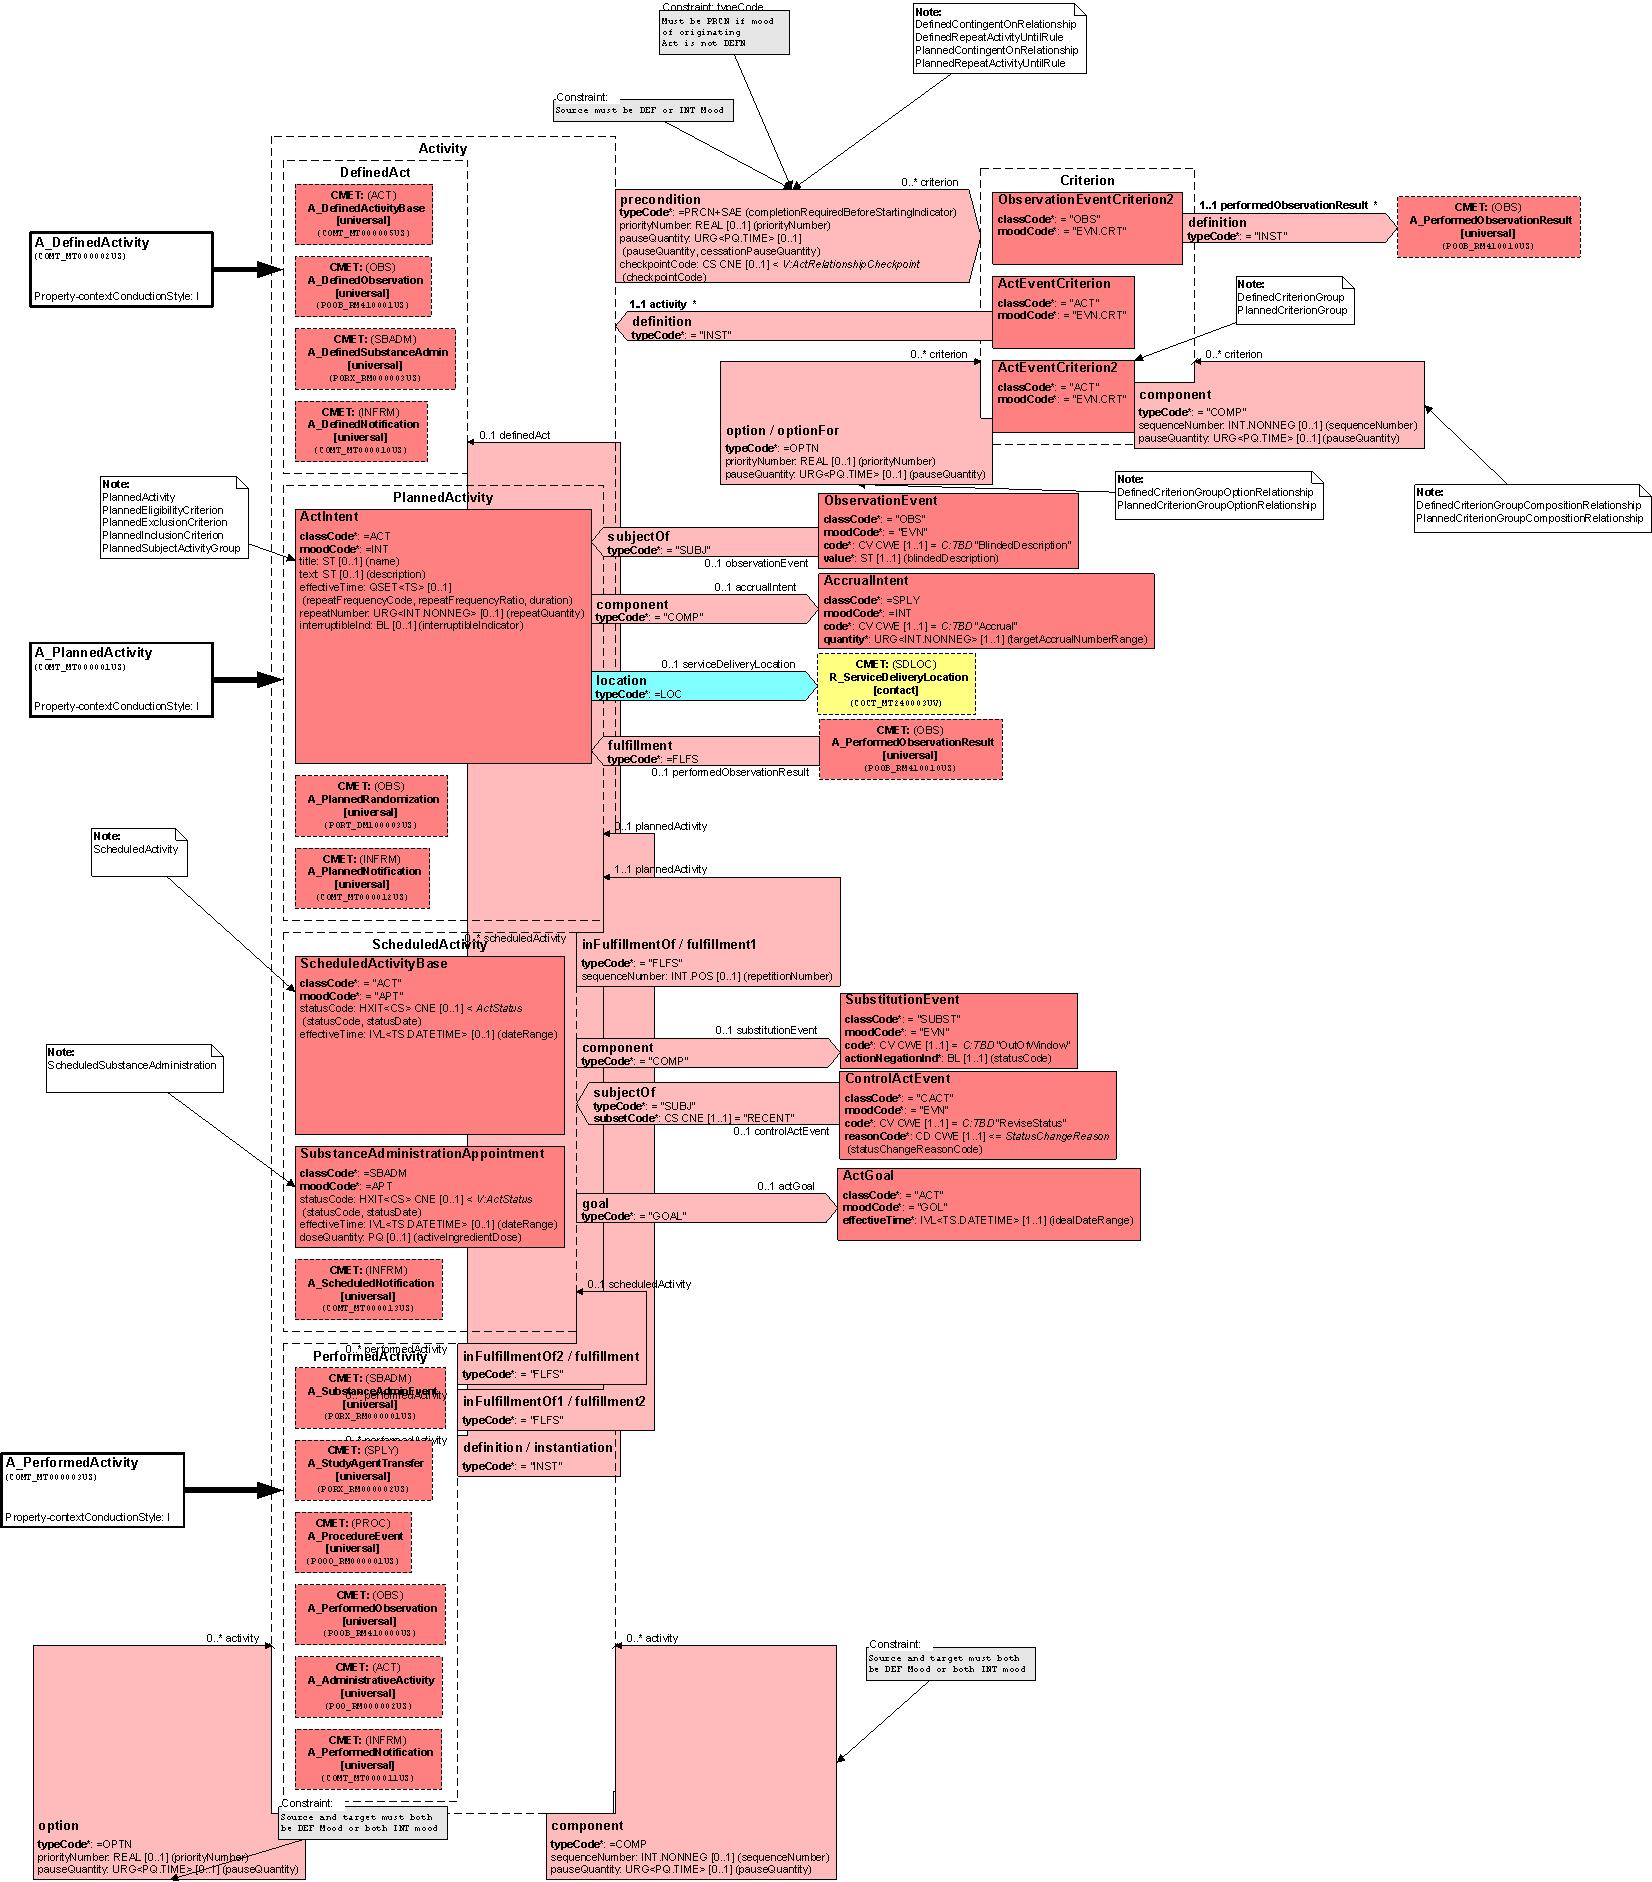 Constraint: typeCode
Must be PRCN if mood
of originating
Act is not DEFN
Note:
DefinedContingentOnRelationship
DefinedRepeatActivityUntilRule
PlannedContingentOnRelationship
PlannedRepeatActivityUntilRule
Constraint:
Source must be DEF or INT Mood
Activity
DefinedAct
CMET: (ACT)
A_DefinedActivityBase
[universal]
(COMT_MT000005US)
CMET: (OBS)
A_DefinedObservation
[universal]
(POOB_RM410001US)
CMET: (SBADM)
A_DefinedSubstanceAdmin
[universal]
(PORX_RM000003US)
CMET: (INFRM)
A_DefinedNotification
[universal]
(COMT_MT000010US)
A_DefinedActivity
(COMT_MT000002US)
Property-contextConductionStyle: I
0..* criterion
precondition
typeCode*: =PRCN+SAE (completionRequiredBeforeStartingIndicator)
priorityNumber: REAL [0..1] (priorityNumber)
pauseQuantity: URG<PQ.TIME> [0..1]
(pauseQuantity, cessationPauseQuantity)
checkpointCode: CS CNE [0..1] < V:ActRelationshipCheckpoint
(checkpointCode)
Criterion
ObservationEventCriterion2
classCode*: = "OBS"
moodCode*: = "EVN.CRT"
1..1 performedObservationResult *
definition
typeCode*: = "INST"
CMET: (OBS)
A_PerformedObservationResult
[universal]
(POOB_RM410010US)
1..1 activity *
definition
typeCode*: = "INST"
ActEventCriterion
classCode*: = "ACT"
moodCode*: = "EVN.CRT"
Note:
DefinedCriterionGroup
PlannedCriterionGroup
0..* criterion
ActEventCriterion2
classCode*: = "ACT"
moodCode*: = "EVN.CRT"
0..* criterion
component
typeCode*: = "COMP"
sequenceNumber: INT.NONNEG [0..1] (sequenceNumber)
pauseQuantity: URG<PQ.TIME> [0..1] (pauseQuantity)
option / optionFor
typeCode*: =OPTN
priorityNumber: REAL [0..1] (priorityNumber)
pauseQuantity: URG<PQ.TIME> [0..1] (pauseQuantity)
Note:
DefinedCriterionGroupOptionRelationship
PlannedCriterionGroupOptionRelationship
Note:
DefinedCriterionGroupCompositionRelationship
PlannedCriterionGroupCompositionRelationship
0..1 definedAct
Note:
PlannedActivity
PlannedEligibilityCriterion
PlannedExclusionCriterion
PlannedInclusionCriterion
PlannedSubjectActivityGroup
PlannedActivity
ActIntent
classCode*: =ACT
moodCode*: =INT
title: ST [0..1] (name)
text: ST [0..1] (description)
effectiveTime: QSET<TS> [0..1]
(repeatFrequencyCode, repeatFrequencyRatio, duration)
repeatNumber: URG<INT.NONNEG> [0..1] (repeatQuantity)
interruptibleInd: BL [0..1] (interruptibleIndicator)
subjectOf
typeCode*: = "SUBJ"
0..1 observationEvent
ObservationEvent
classCode*: = "OBS"
moodCode*: = "EVN"
code*: CV CWE [1..1] = C:TBD "BlindedDescription"
value*: ST [1..1] (blindedDescription)
0..1 accrualIntent
component
typeCode*: = "COMP"
AccrualIntent
classCode*: =SPLY
moodCode*: =INT
code*: CV CWE [1..1] = C:TBD "Accrual"
quantity*: URG<INT.NONNEG> [1..1] (targetAccrualNumberRange)
0..1 serviceDeliveryLocation
location
typeCode*: =LOC
CMET: (SDLOC)
R_ServiceDeliveryLocation
[contact]
(COCT_MT240003UV)
fulfillment
typeCode*: =FLFS
0..1 performedObservationResult
CMET: (OBS)
A_PerformedObservationResult
[universal]
(POOB_RM410010US)
A_PlannedActivity
(COMT_MT000001US)
Property-contextConductionStyle: I
CMET: (OBS)
A_PlannedRandomization
[universal]
(PORT_DM100003US)
CMET: (INFRM)
A_PlannedNotification
[universal]
(COMT_MT000012US)
0..1 plannedActivity
1..1 plannedActivity
Note:
ScheduledActivity
0..* scheduledActivity
ScheduledActivity
ScheduledActivityBase
classCode*: = "ACT"
moodCode*: = "APT"
statusCode: HXIT<CS> CNE [0..1] < ActStatus
(statusCode, statusDate)
effectiveTime: IVL<TS.DATETIME> [0..1] (dateRange)
inFulfillmentOf / fulfillment1
typeCode*: = "FLFS"
sequenceNumber: INT.POS [0..1] (repetitionNumber)
0..1 substitutionEvent
component
typeCode*: = "COMP"
SubstitutionEvent
classCode*: = "SUBST"
moodCode*: = "EVN"
code*: CV CWE [1..1] = C:TBD "OutOfWindow"
actionNegationInd*: BL [1..1] (statusCode)
subjectOf
typeCode*: = "SUBJ"
subsetCode*: CS CNE [1..1] = "RECENT"
0..1 controlActEvent
ControlActEvent
classCode*: = "CACT"
moodCode*: = "EVN"
code*: CV CWE [1..1] = C:TBD "ReviseStatus"
reasonCode*: CD CWE [1..1] <= StatusChangeReason
(statusChangeReasonCode)
Note:
ScheduledSubstanceAdministration
SubstanceAdministrationAppointment
classCode*: =SBADM
moodCode*: =APT
statusCode: HXIT<CS> CNE [0..1] < V:ActStatus
(statusCode, statusDate)
effectiveTime: IVL<TS.DATETIME> [0..1] (dateRange)
doseQuantity: PQ [0..1] (activeIngredientDose)
0..1 actGoal
goal
typeCode*: = "GOAL"
ActGoal
classCode*: = "ACT"
moodCode*: = "GOL"
effectiveTime*: IVL<TS.DATETIME> [1..1] (idealDateRange)
CMET: (INFRM)
A_ScheduledNotification
[universal]
(COMT_MT000013US)
0..1 scheduledActivity
0..* performedActivity
PerformedActivity
CMET: (SBADM)
A_SubstanceAdminEvent
0..* performedActivity
[universal]
(PORX_RM000001US)
0..* performedActivity
inFulfillmentOf2 / fulfillment
typeCode*: = "FLFS"
inFulfillmentOf1 / fulfillment2
typeCode*: = "FLFS"
definition / instantiation
typeCode*: = "INST"
CMET: (SPLY)
A_StudyAgentTransfer
[universal]
(PORX_RM000002US)
A_PerformedActivity
(COMT_MT000003US)
Property-contextConductionStyle: I
CMET: (PROC)
A_ProcedureEvent
[universal]
(POOO_RM000001US)
CMET: (OBS)
A_PerformedObservation
[universal]
(POOB_RM410000US)
CMET: (ACT)
A_AdministrativeActivity
[universal]
(POO_RM000002US)
CMET: (INFRM)
A_PerformedNotification
[universal]
(COMT_MT000011US)
0..* activity
0..* activity
Constraint:
Source and target must both
be DEF Mood or both INT mood
Constraint:
Source and target must both
be DEF Mood or both INT mood
option
typeCode*: =OPTN
priorityNumber: REAL [0..1] (priorityNumber)
pauseQuantity: URG<PQ.TIME> [0..1] (pauseQuantity)
component
typeCode*: =COMP
sequenceNumber: INT.NONNEG [0..1] (sequenceNumber)
pauseQuantity: URG<PQ.TIME> [0..1] (pauseQuantity)